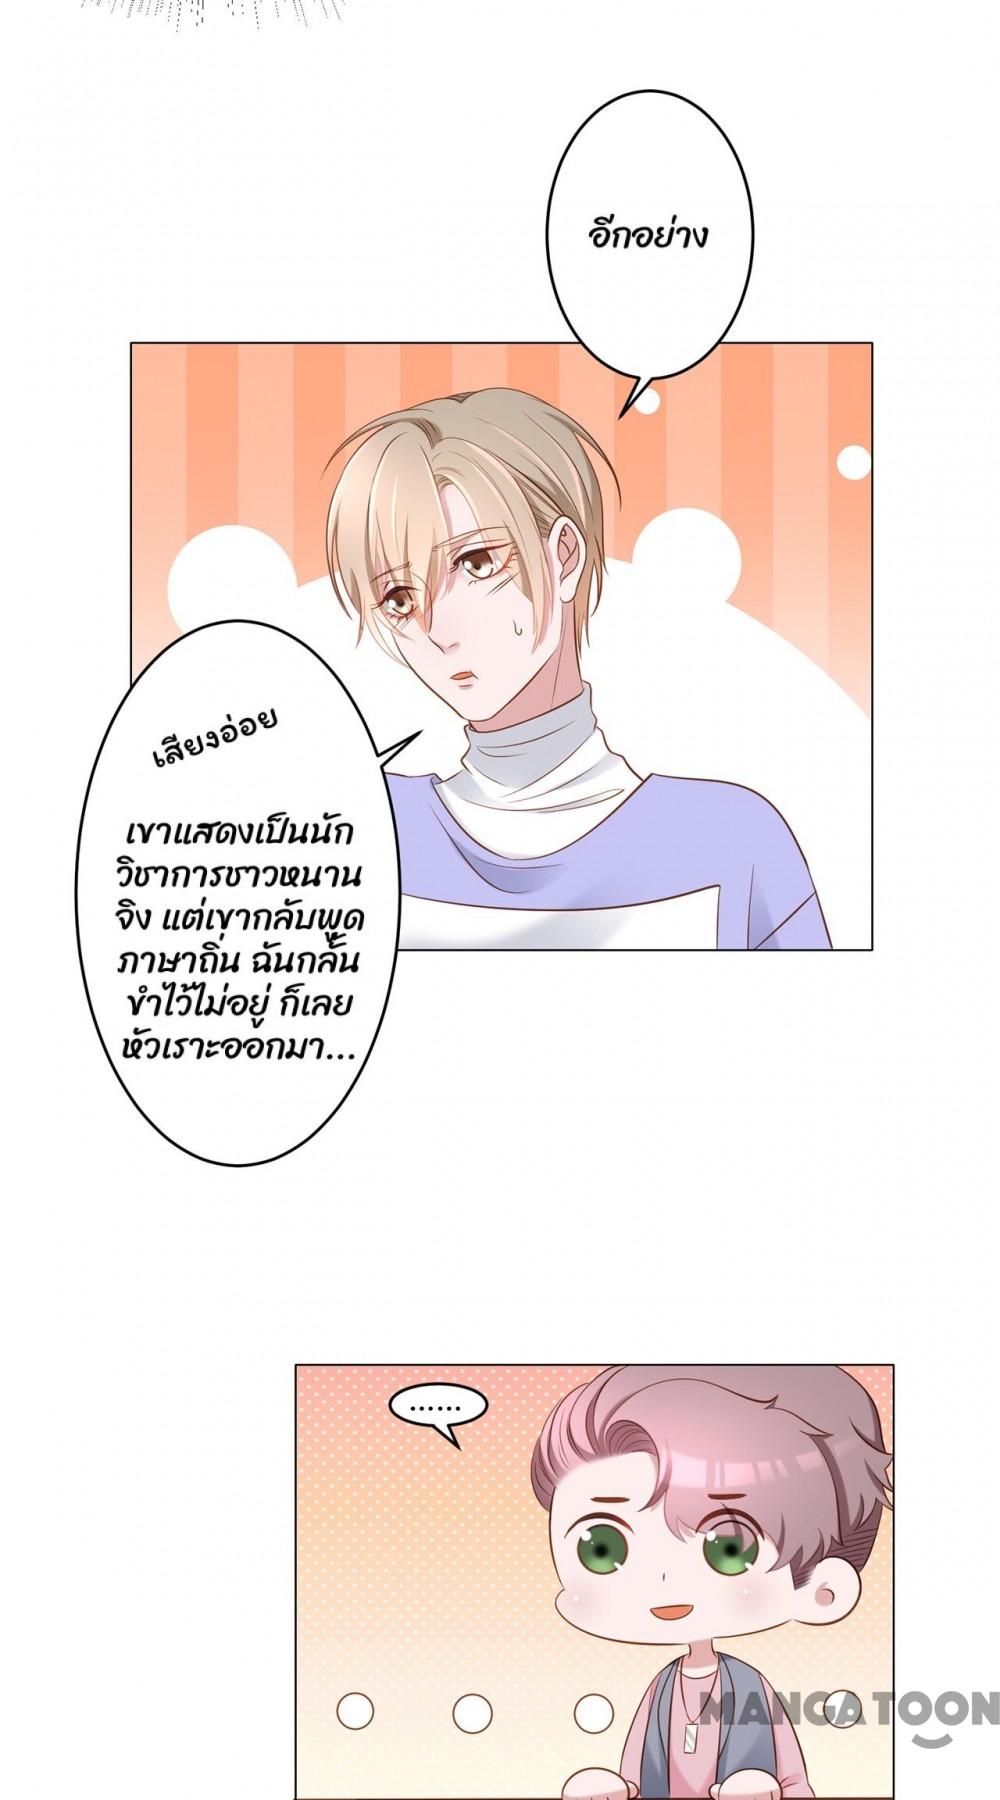 อีกอย่าง
เสียงอ่อย
เขาแสดงเป็นนัก
วิชาการชาวหนาน
จิง แต่เขากลับพูด
ภาษาถิ่น ฉันกลั้น
ขำไว้ไม่อยู่ ก็เลย
หัวเราะออกมา...
......
MANGATOON